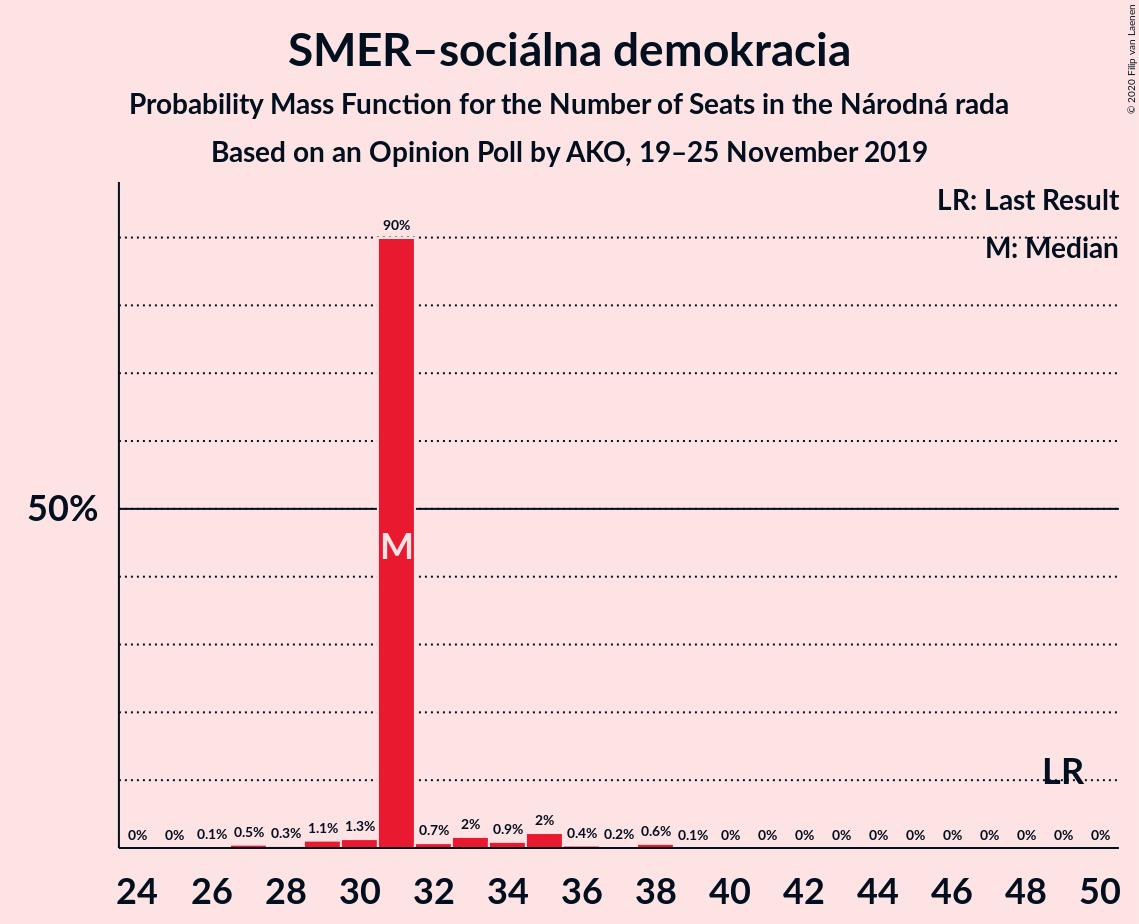 SMER–sociálna demokracia
Probability Mass Function for the Number of Seats in the Národná rada
Based on an Opinion Poll by AKO, 19–25 November 2019
© 2020 Filip van Laenen
LR: Last Result
M: Median
90%
50%
M
LR
0% 0% 0.1% 0.5% 0.3% 1.1% 1.3% 0.7% 2% 0.9% 2% 0.4% 0.2% 0.6% 0.1% 0% 0% 0% 0% 0% 0% 0% 0% 0% 0% 0%
24 26 28 30 32 34 36 38 40 42 44 46 48 50